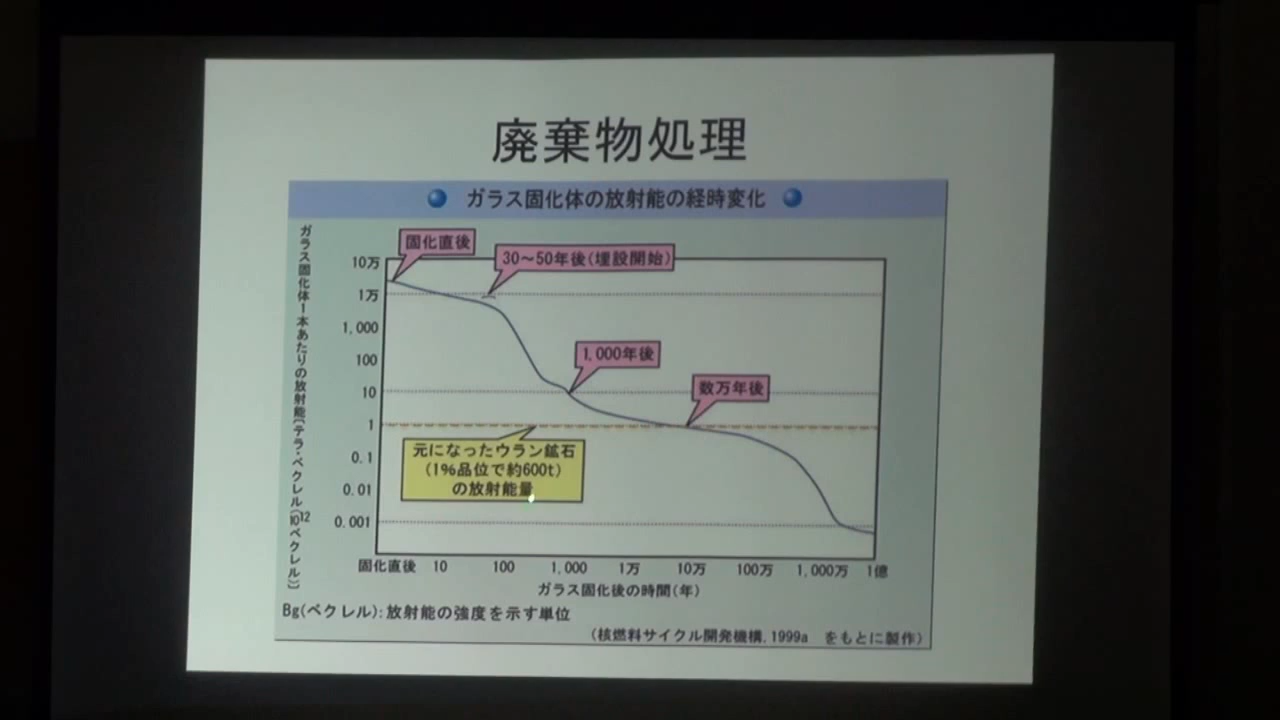 廃棄物処理
ガラス固化体の放射能の経時変化
ガラス固化体1本あたりの放射能〔テラ・ベクレル(10¹²ベクレル)〕
固化直後
30～50年後(埋設開始)
10万
1万
1,000
1,000年後
100
数万年後
10
1
元になったウラン鉱石
(1%品位で約600t)
の放射能量
0.1
0.01
0.001
固化直後 10 100 1,000 1万 10万 100万 1,000万 1億
ガラス固化後の時間(年)
Bg(ベクレル):放射能の強度を示す単位
(核燃料サイクル開発機構,1999a をもとに製作)